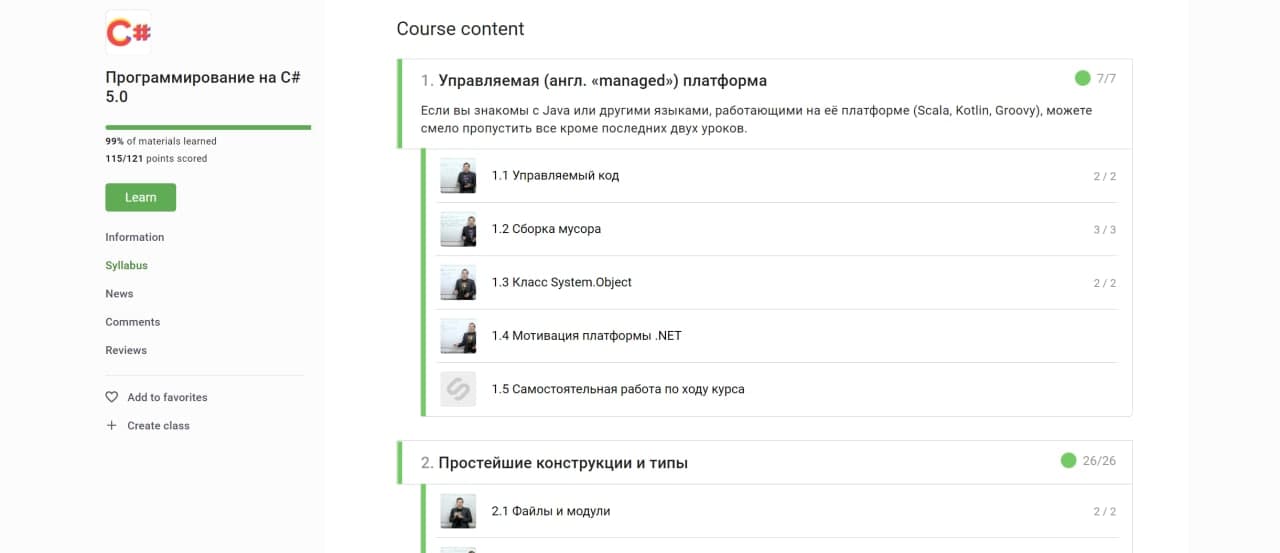 C#
Программирование на C#
5.0
99% of materials learned
115/121 points scored
Learn
Information
Syllabus
News
Comments
Reviews
Add to favorites
Create class
Course content
1. Управляемая (англ. «managed») платформа
7/7
Если вы знакомы с Java или другими языками, работающими на её платформе (Scala, Kotlin, Groovy), можете
смело пропустить все кроме последних двух уроков.
1.1 Управляемый код
2 / 2
1.2 Сборка мусора
3 / 3
1.3 Класс System.Object
2 / 2
1.4 Мотивация платформы .NET
1.5 Самостоятельная работа по ходу курса
2. Простейшие конструкции и типы
26/26
2.1 Файлы и модули
2 / 2